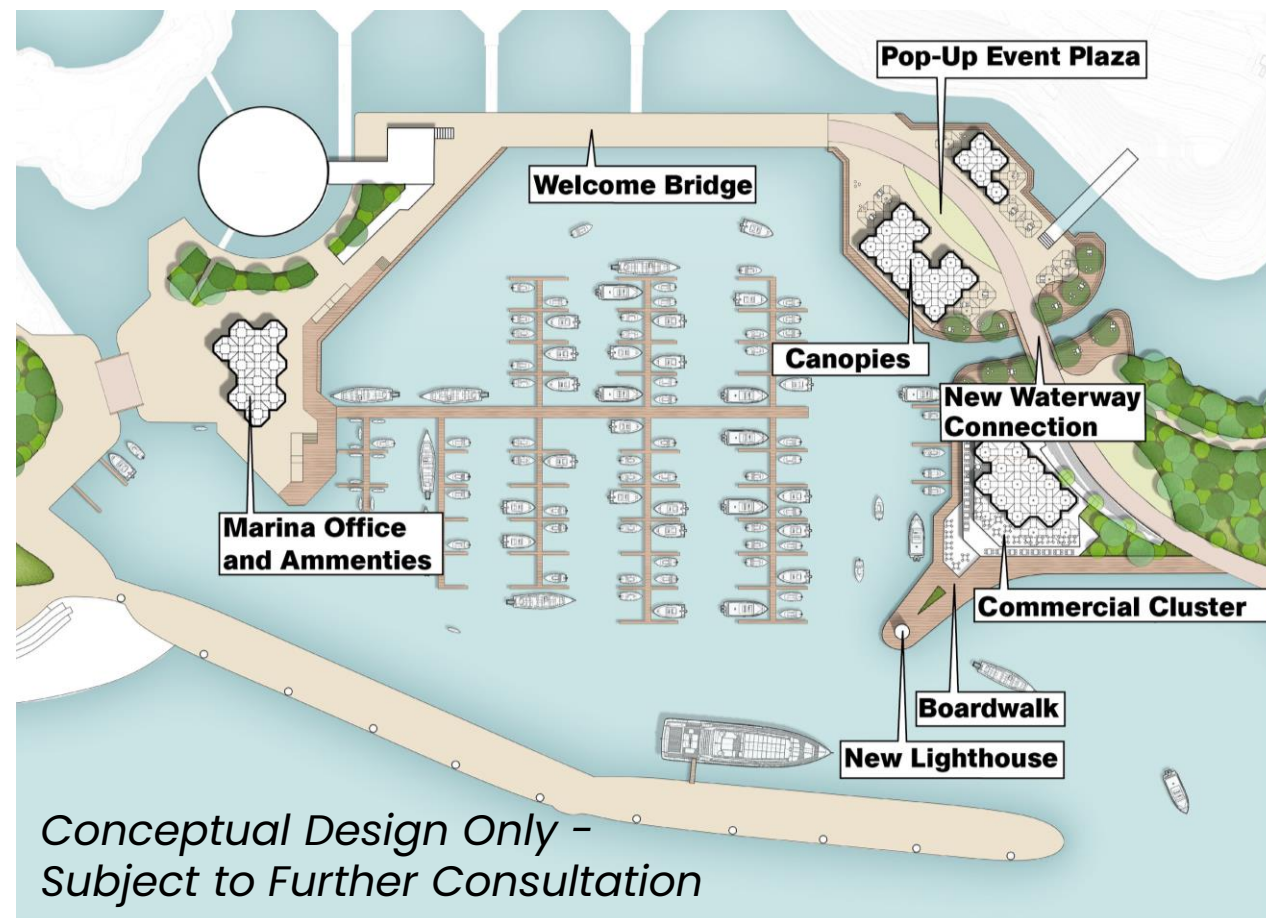 Pop-Up Event Plaza
Welcome Bridge
Canopies
New Waterway
Connection
Marina Office
and Ammenties
Commercial Cluster
Boardwalk
New Lighthouse
Conceptual Design Only -
Subject to Further Consultation